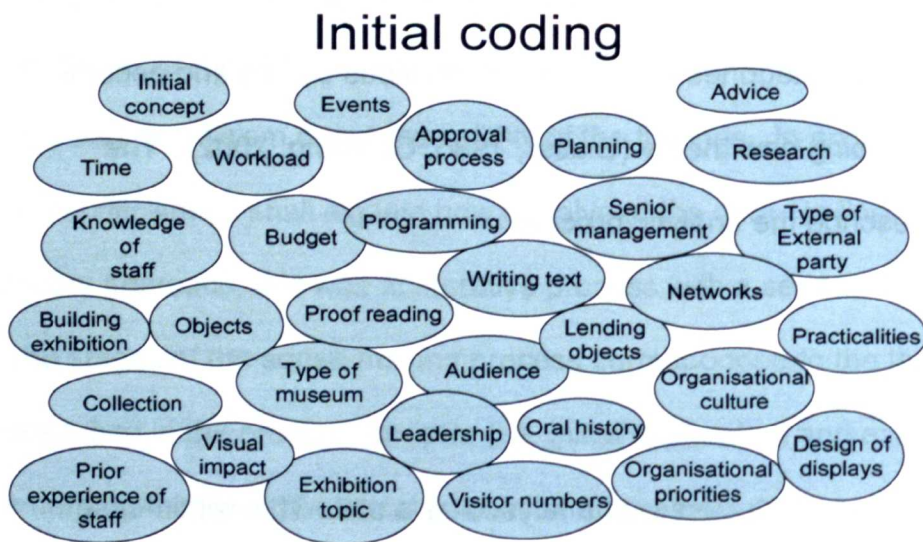 Initial coding
Initial
concept
Events
Advice
Approval
process
Planning
Time
Workload
Research
Knowledge
of
staff
Budget
Programming
Senior
management
Type of
External
party
Writing text
Networks
Building
exhibition
Objects
Proof reading
Lending
objects
Practicalities
Type of
museum
Audience
Organisational
culture
Collection
Leadership
Oral history
Visual
impact
Design of
displays
Prior
experience of
staff
Exhibition
topic
Visitor numbers
Organisational
priorities